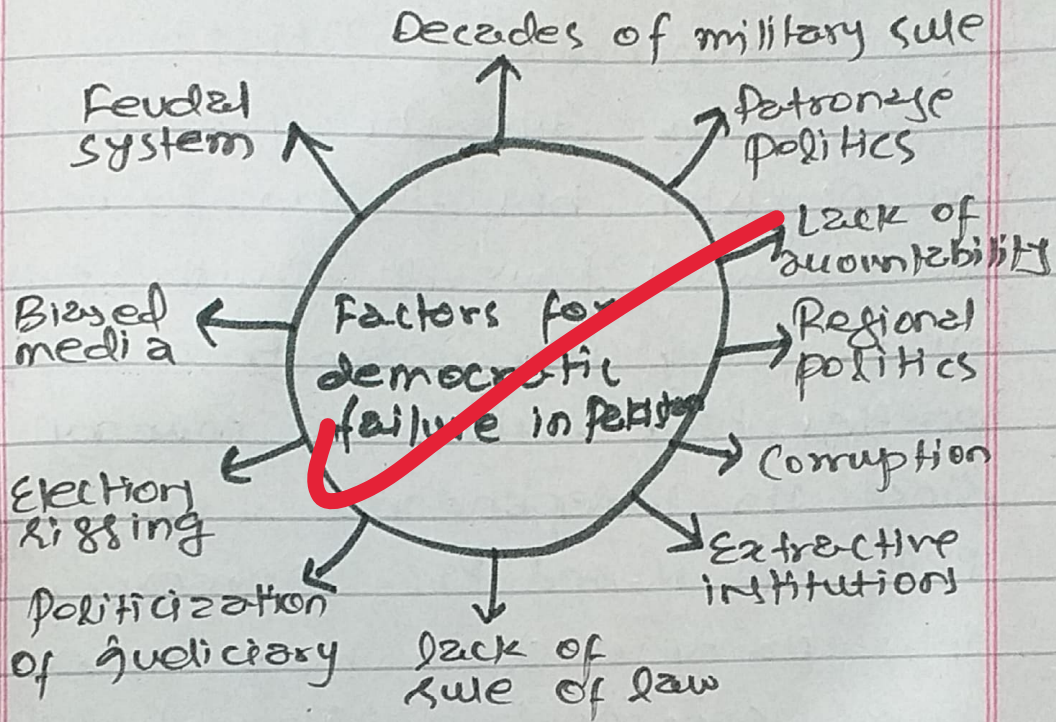 Decades of military rule
Feudal
system
Patronage
politics
Lack of
accountability
Biased
media
Factors for
democratic
failure in Pakistan
Regional
politics
Corruption
Election
rigging
Extractive
institutions
Politicization
of judiciary
lack of
rule of law